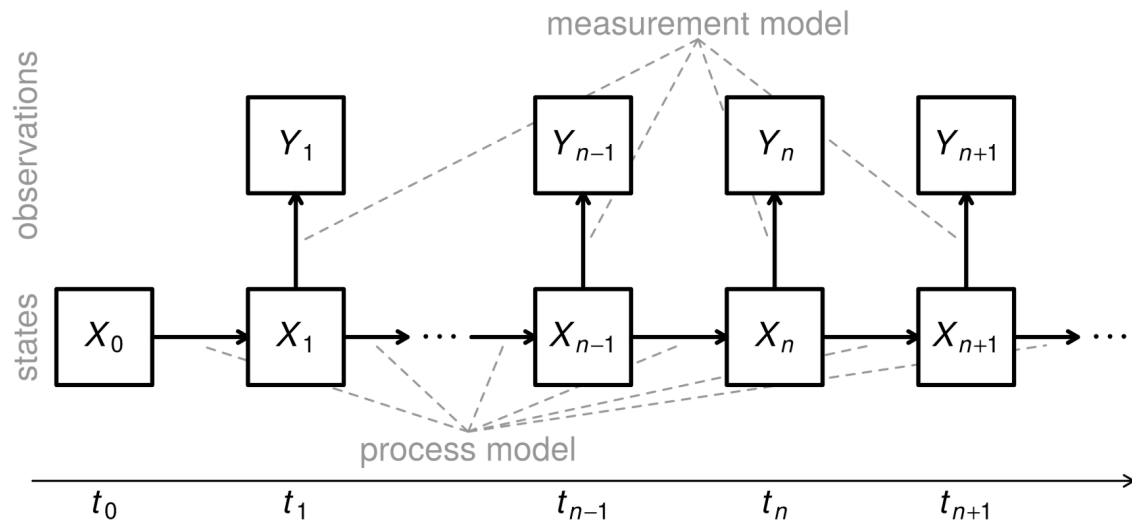 measurement model
observations
Y₁ Yₙ₋₁ Yₙ Yₙ₊₁
states
X₀ X₁ ⋯ Xₙ₋₁ Xₙ Xₙ₊₁ ⋯
process model
t₀ t₁ tₙ₋₁ tₙ tₙ₊₁